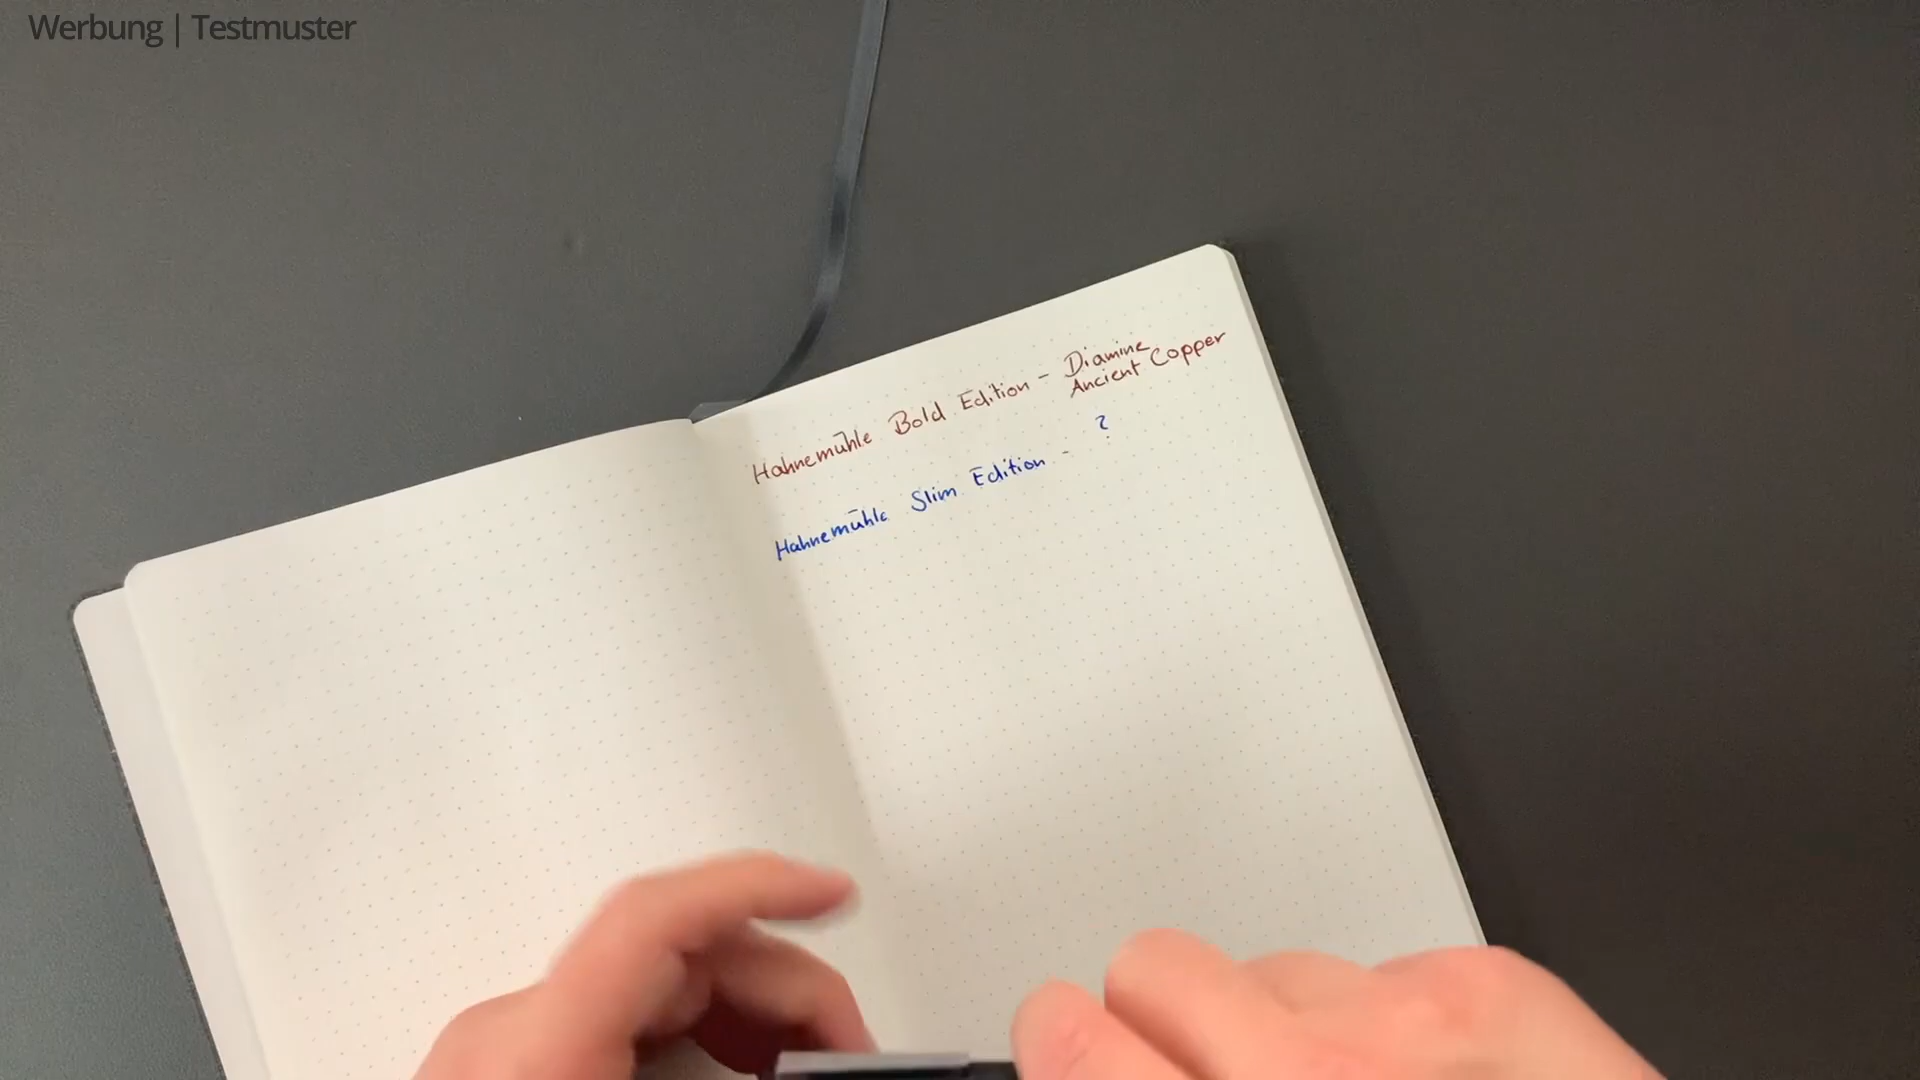 Werbung | Testmuster
Hahnemühle Bold Edition - Diamine
Ancient Copper
Hahnemühle Slim Edition - ?